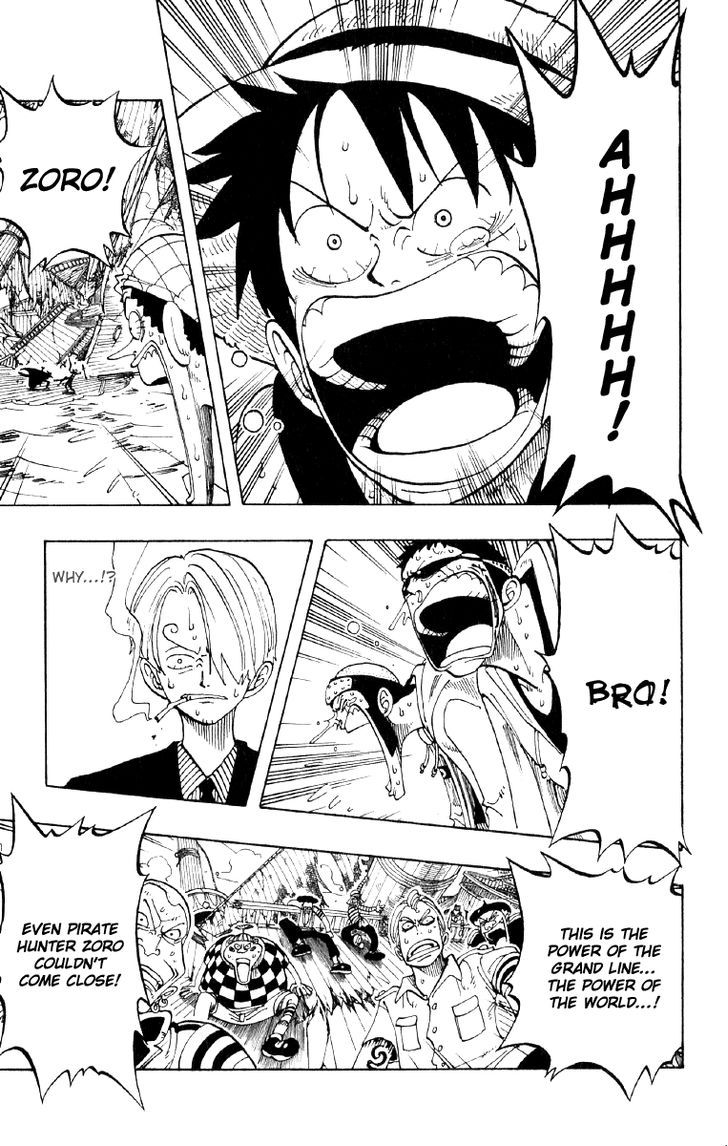 AHHHHH!
ZORO!
BRO!
WHY...!?
THIS IS THE
POWER OF THE
GRAND LINE...
THE POWER OF
THE WORLD...!
EVEN PIRATE
HUNTER ZORO
COULDN'T
COME CLOSE!